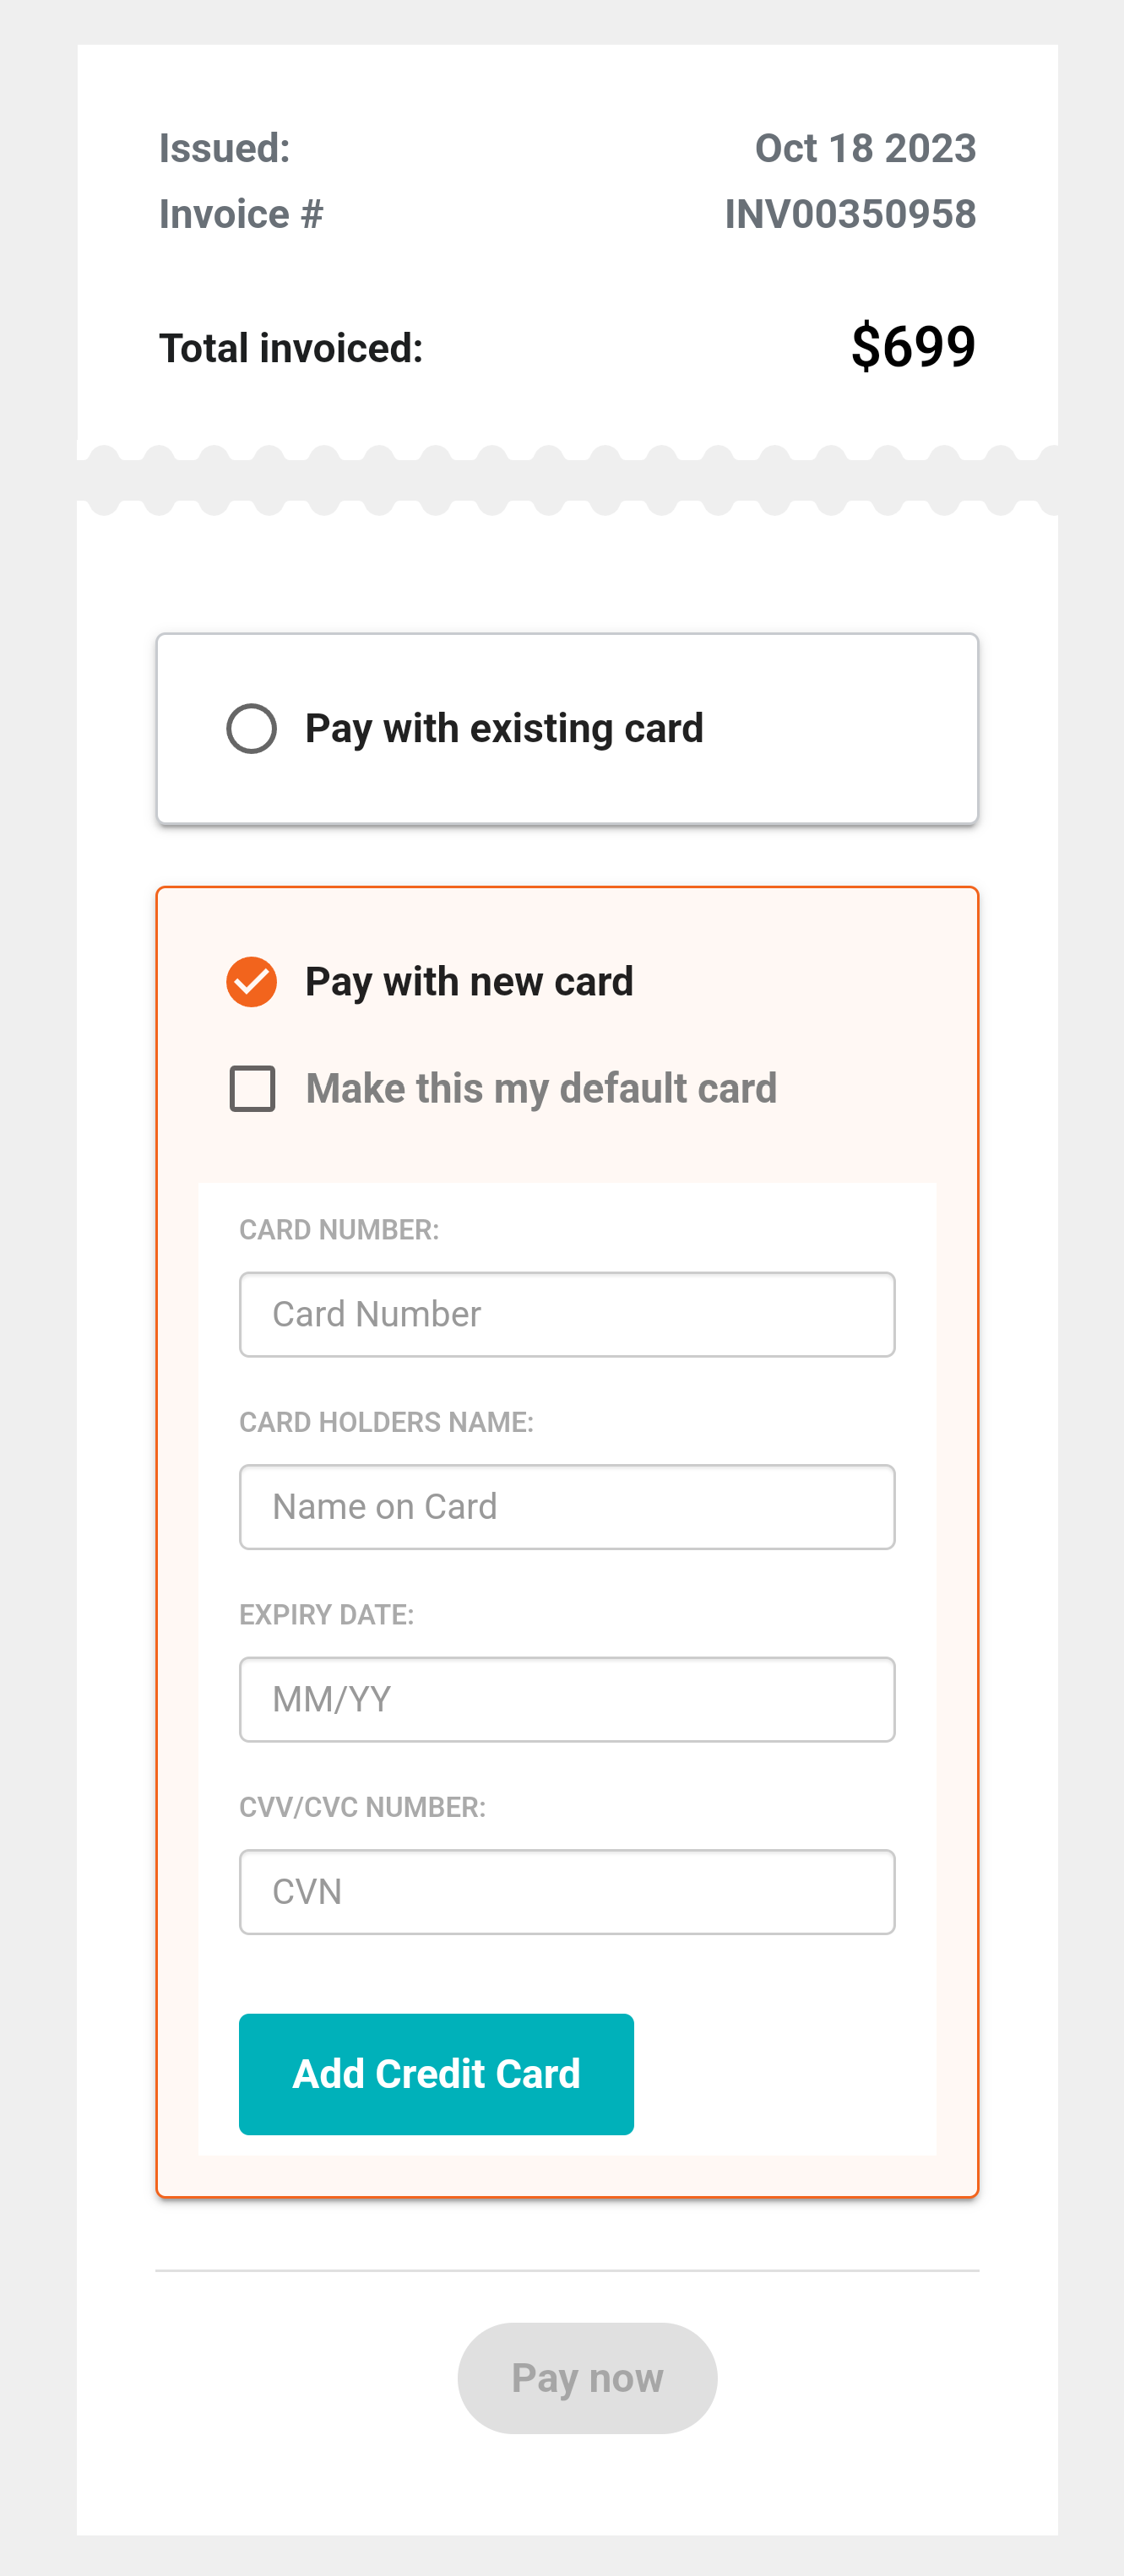 Issued: Oct 18 2023
Invoice # INV00350958
Total invoiced: $699
Pay with existing card
Pay with new card
Make this my default card
CARD NUMBER:
Card Number
CARD HOLDERS NAME:
Name on Card
EXPIRY DATE:
MM/YY
CVV/CVC NUMBER:
CVN
Add Credit Card
Pay now